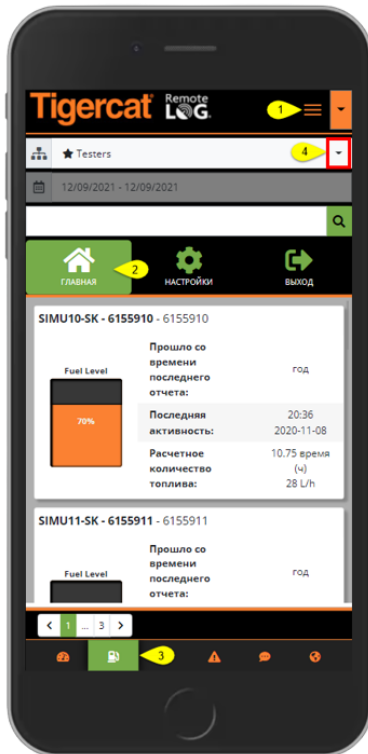 Tigercat Remote LOG
1
Testers
4
12/09/2021 - 12/09/2021
ГЛАВНАЯ
2
НАСТРОЙКИ
ВЫХОД
SIMU10-SK - 6155910 - 6155910
Fuel Level
70%
Прошло со
времени
последнего
отчета:
год
Последняя
активность:
20:36
2020-11-08
Расчетное
количество
топлива:
10.75 время
(ч)
28 L/h
SIMU11-SK - 6155911 - 6155911
Fuel Level
Прошло со
времени
последнего
отчета:
год
< 1 ... 3 >
3